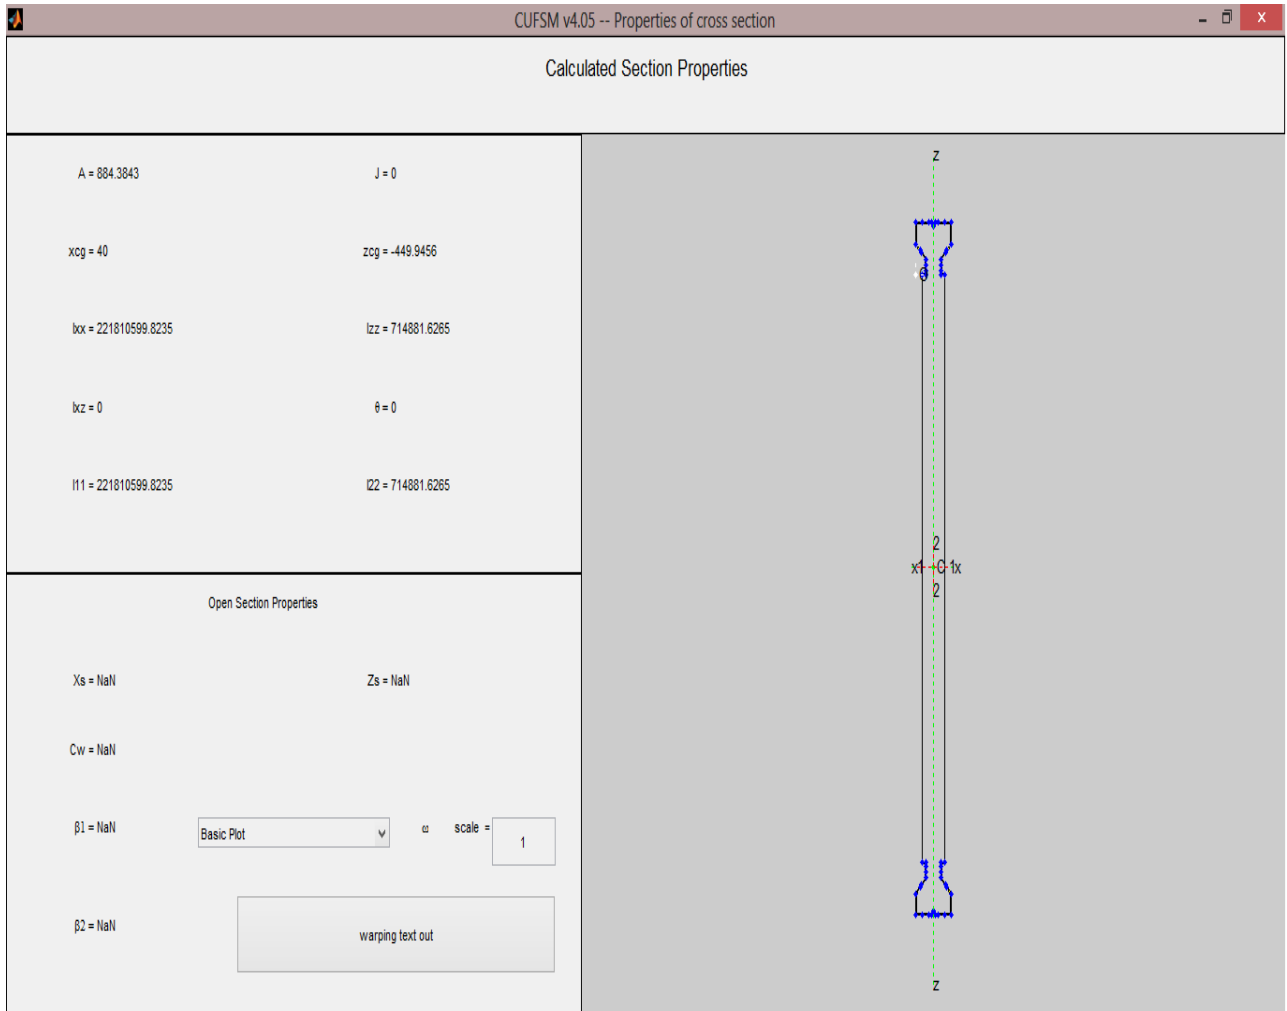 CUFSM v4.05 -- Properties of cross section
Calculated Section Properties
A = 884.3843
J = 0
xcg = 40
zcg = -449.9456
Ixx = 221810599.8235
Izz = 714881.6265
Ixz = 0
θ = 0
I11 = 221810599.8235
I22 = 714881.6265
Open Section Properties
Xs = NaN
Zs = NaN
Cw = NaN
β1 = NaN
Basic Plot
scale =
1
β2 = NaN
warping text out
z
2
x1
C
1x
2
z